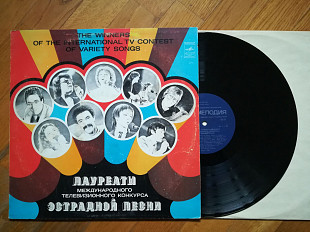 THE WINNERS
OF THE INTERNATIONAL TV CONTEST
OF VARIETY SONGS
ЛАУРЕАТЫ
МЕЖДУНАРОДНОГО
ТЕЛЕВИЗИОННОГО КОНКУРСА
ЭСТРАДНОЙ ПЕСНИ
МЕЛОДИЯ